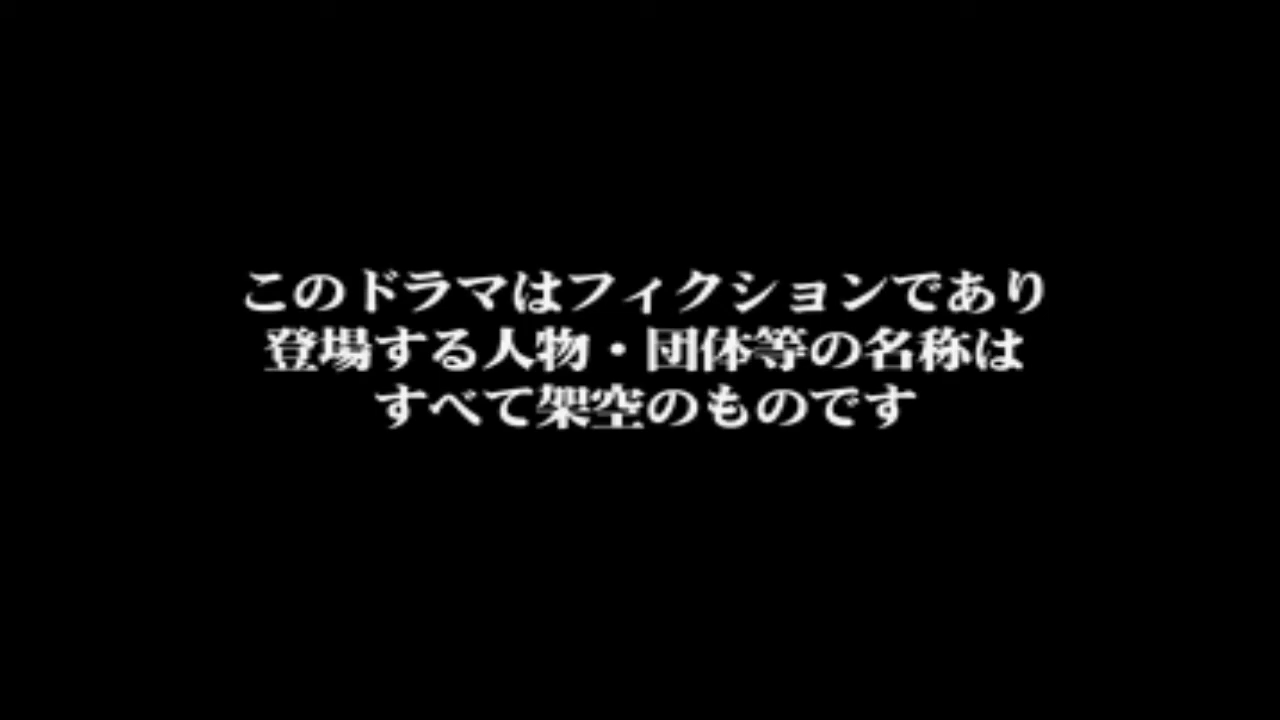 このドラマはフィクションであり
登場する人物・団体等の名称は
すべて架空のものです